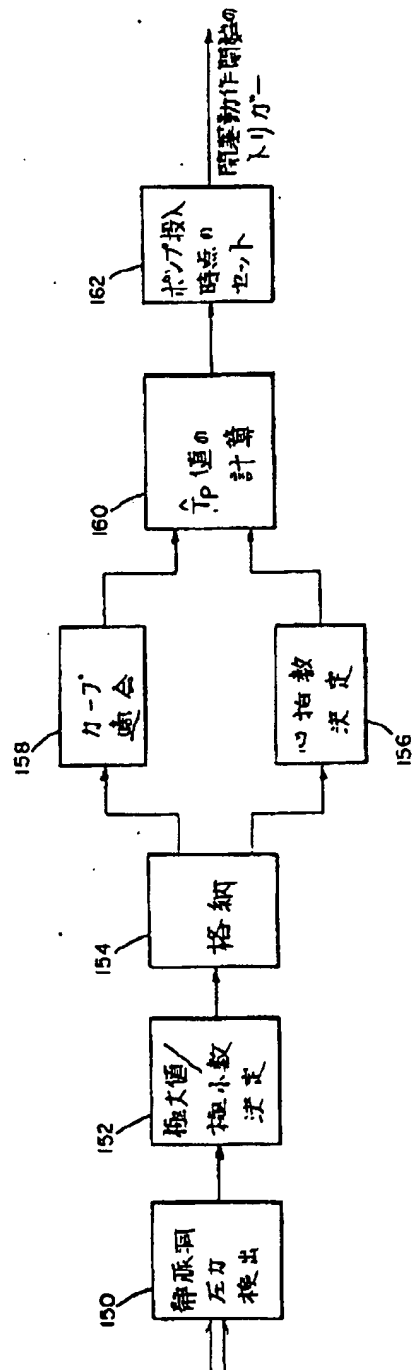 150
静脈洞
圧力
検出
152
極大値/
極小数
決定
154
格納
158
カーブ
156
心拍数
決定
160
T̂p値の
計算
162
ポンプ投入
時点の
セット
閉塞動作開始の
トリガー